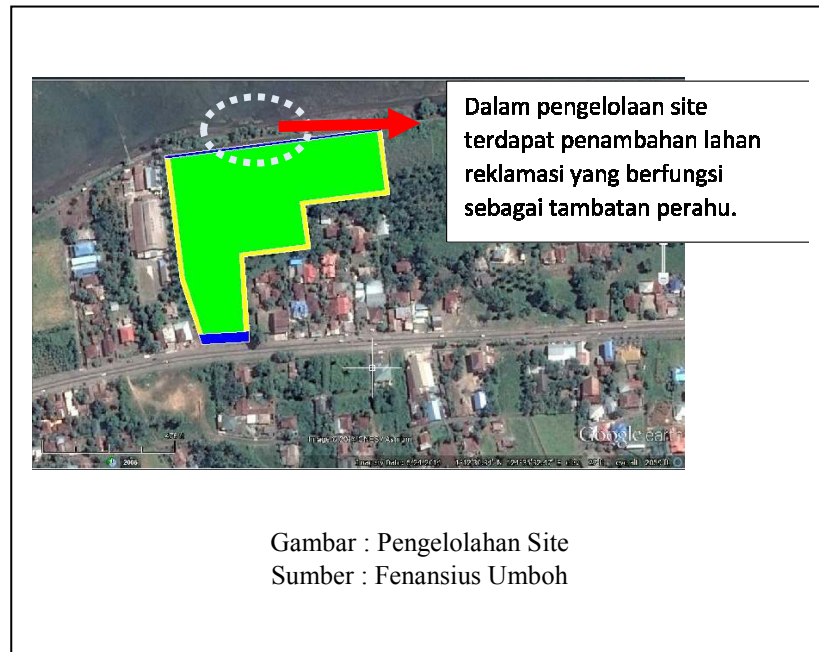 Dalam pengelolaan site
terdapat penambahan lahan
reklamasi yang berfungsi
sebagai tambatan perahu.
Google earth
2005
Gambar : Pengelolahan Site
Sumber : Fenansius Umboh